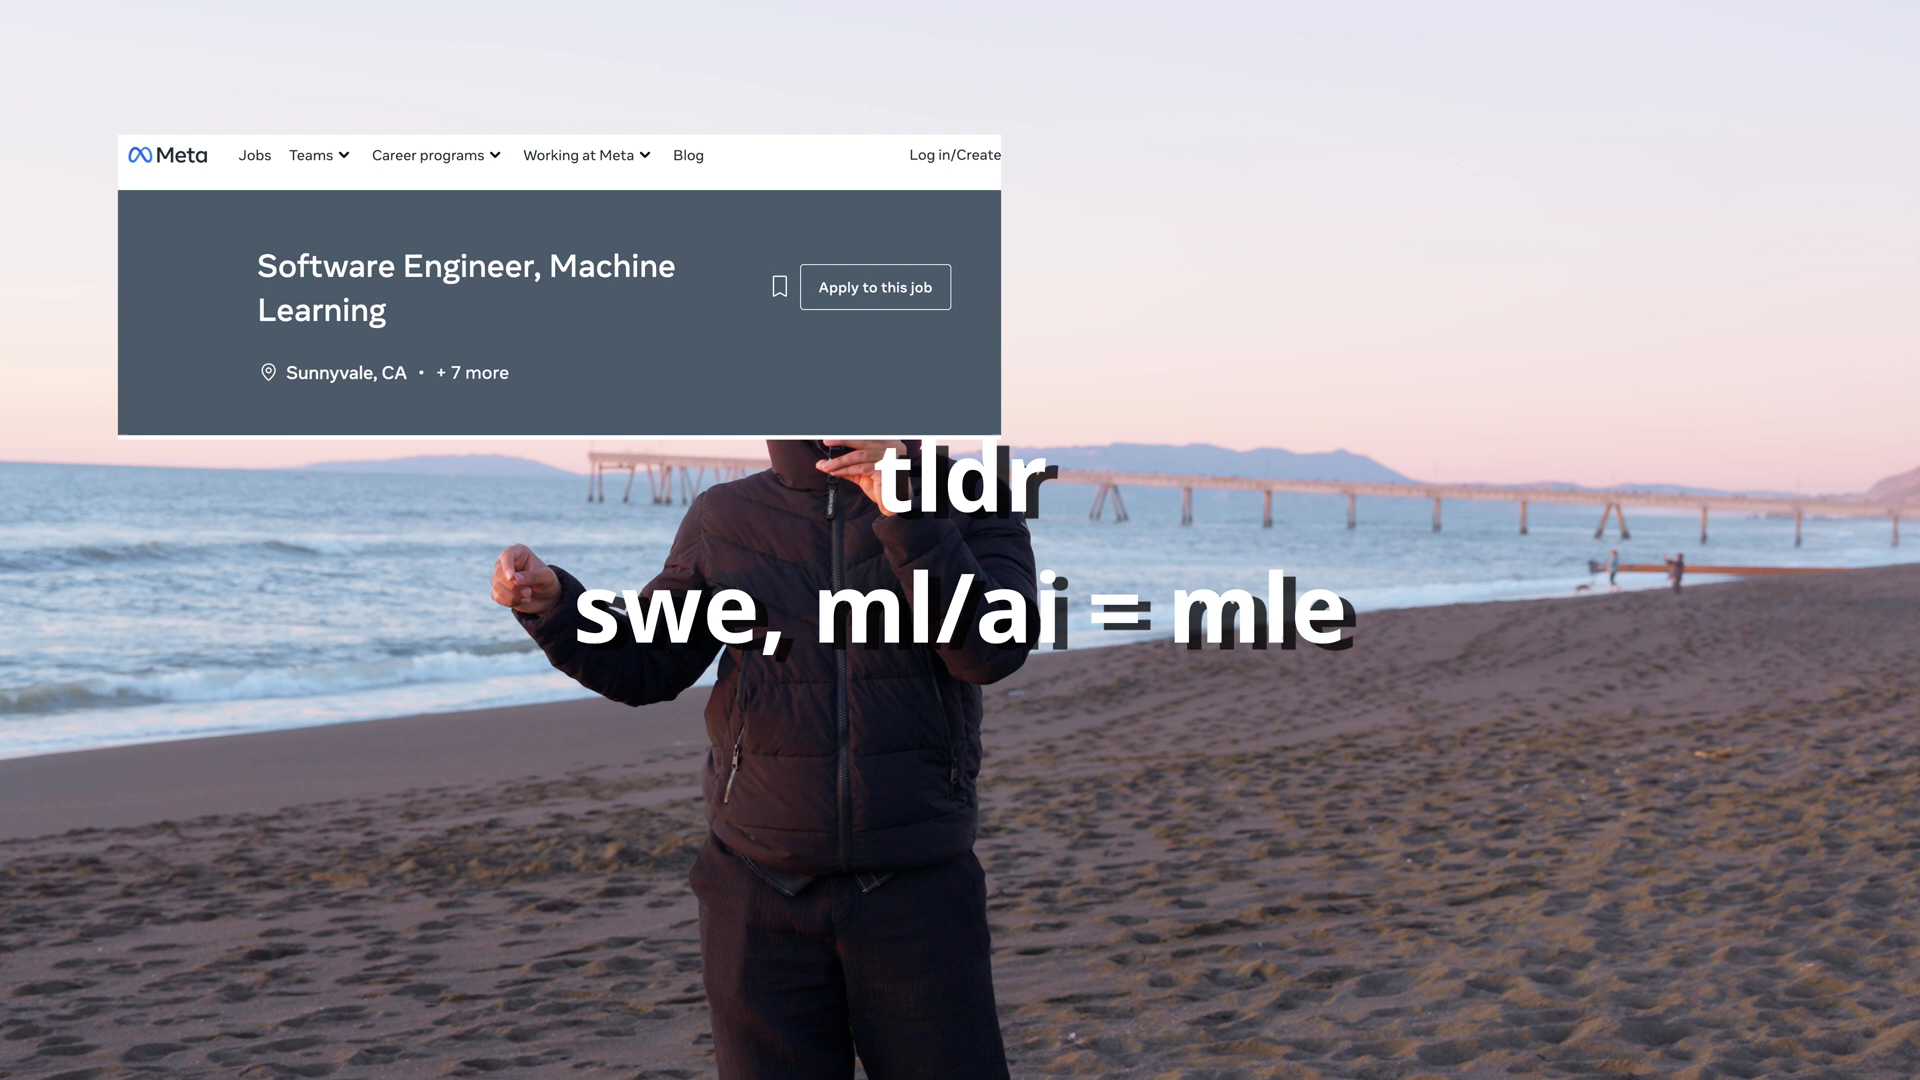 Meta Jobs Teams Career programs Working at Meta Blog Log in/Create
Software Engineer, Machine
Learning
Apply to this job
Sunnyvale, CA • + 7 more
tldr
swe, ml/ai = mle